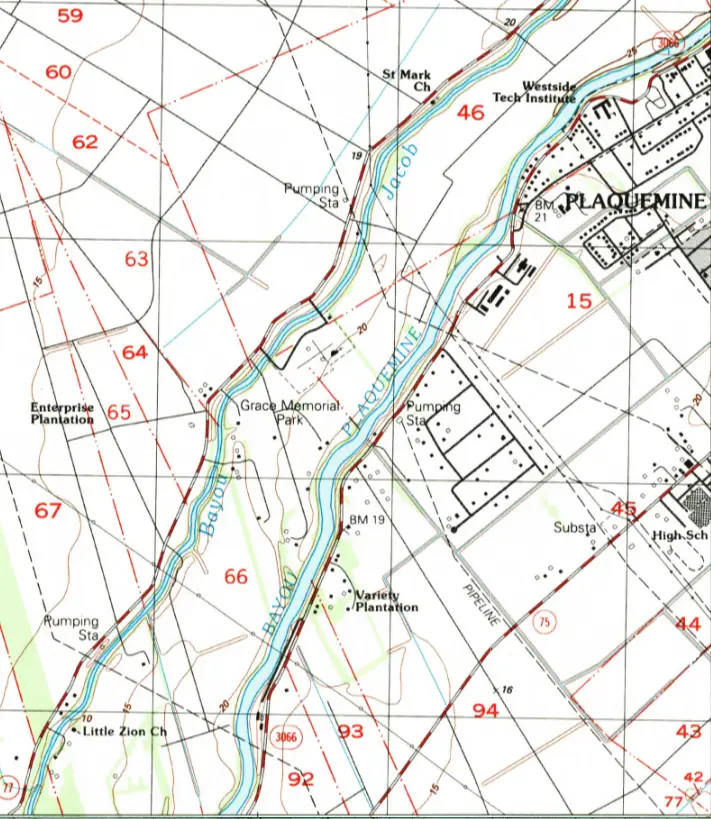 59
20
3066
25
60
St Mark
Ch
Westside
Tech Institute
46
62
19
Jacob
Pumping
Sta
BM
21
PLAQUEMINE
63
15
15
64
20
PLAQUEMINE
20
Enterprise
Plantation
65
Grace Memorial
Park
Pumping
Sta
67
Bayou
BM 19
45
Substa
High Sch
66
BAYOU
Variety
Plantation
PIPELINE
75
44
Pumping
Sta
16
15
20
94
10
Little Zion Ch
3066
93
43
77
92
15
42
77